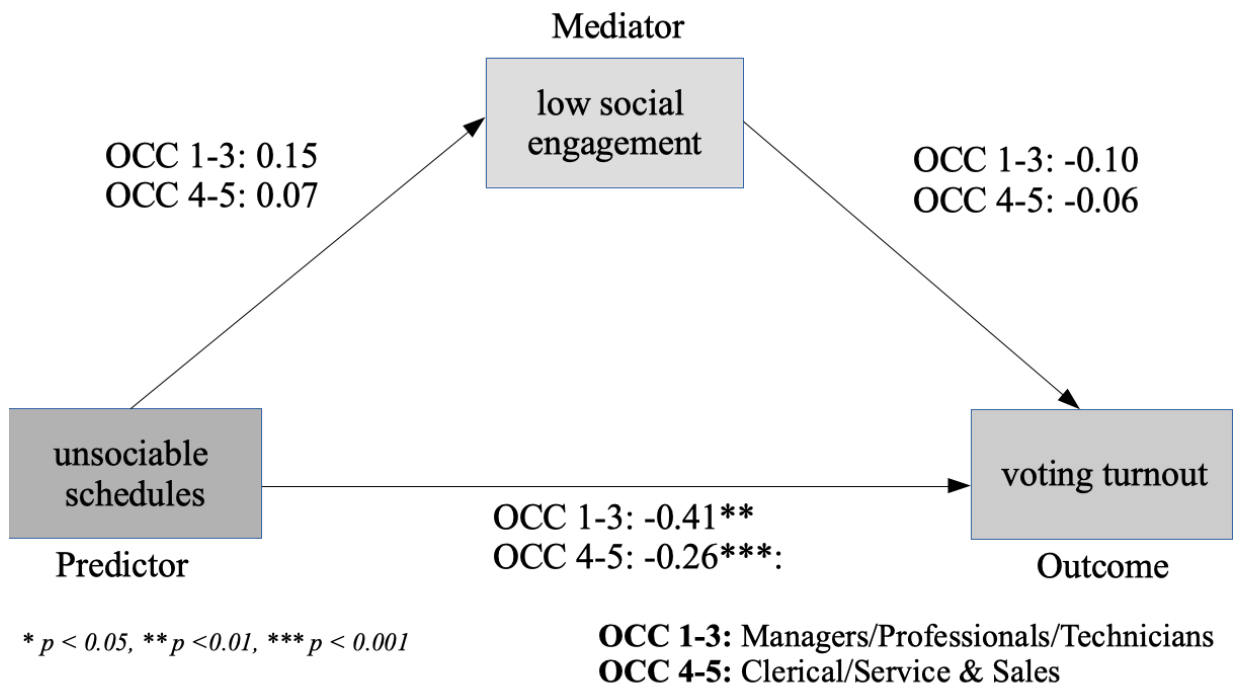 Mediator
low social
engagement
OCC 1-3: 0.15
OCC 4-5: 0.07
OCC 1-3: -0.10
OCC 4-5: -0.06
unsociable
schedules
voting turnout
OCC 1-3: -0.41**
OCC 4-5: -0.26***:
Predictor
Outcome
* p < 0.05, ** p <0.01, *** p < 0.001
OCC 1-3: Managers/Professionals/Technicians
OCC 4-5: Clerical/Service & Sales